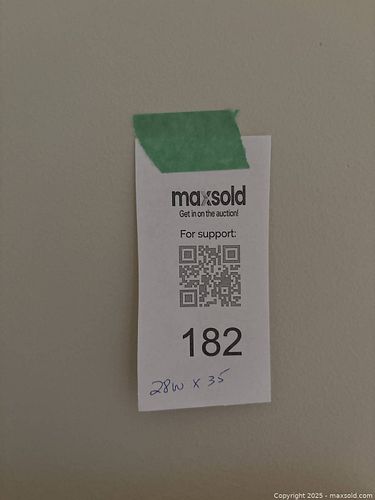 maxsold
Get in on the auction!
For support:
182
28W x 35
Copyright © 2025 - maxsold.com